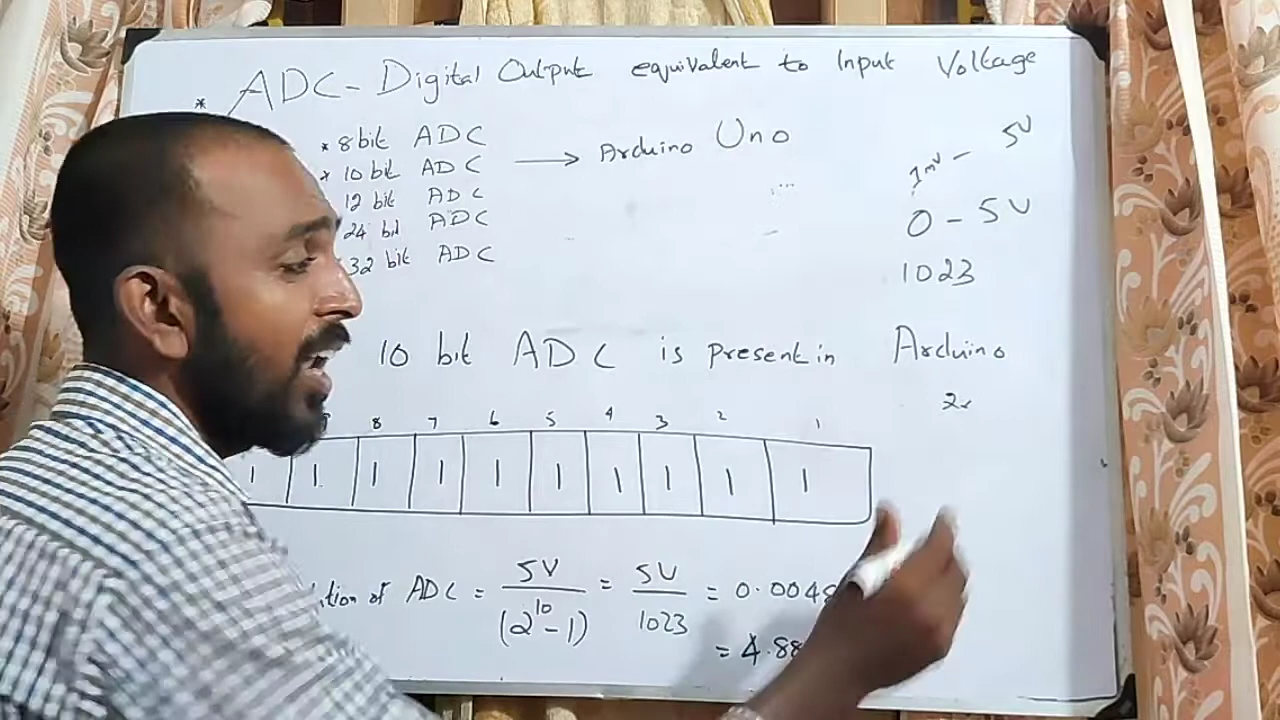 ADC - Digital Output equivalent to Input Voltage
* 
* 8 bit ADC
* 10 bit ADC → Arduino Uno
12 bit ADC
24 bit ADC
32 bit ADC
1mV - 5V
0 - 5V
1023
10 bit ADC is present in Arduino
8 7 6 5 4 3 2 1
1 1 1 1 1 1 1 1 1 1
of ADC = 5V / (2^10 - 1) = 5V / 1023 = 0.0048
= 4.88